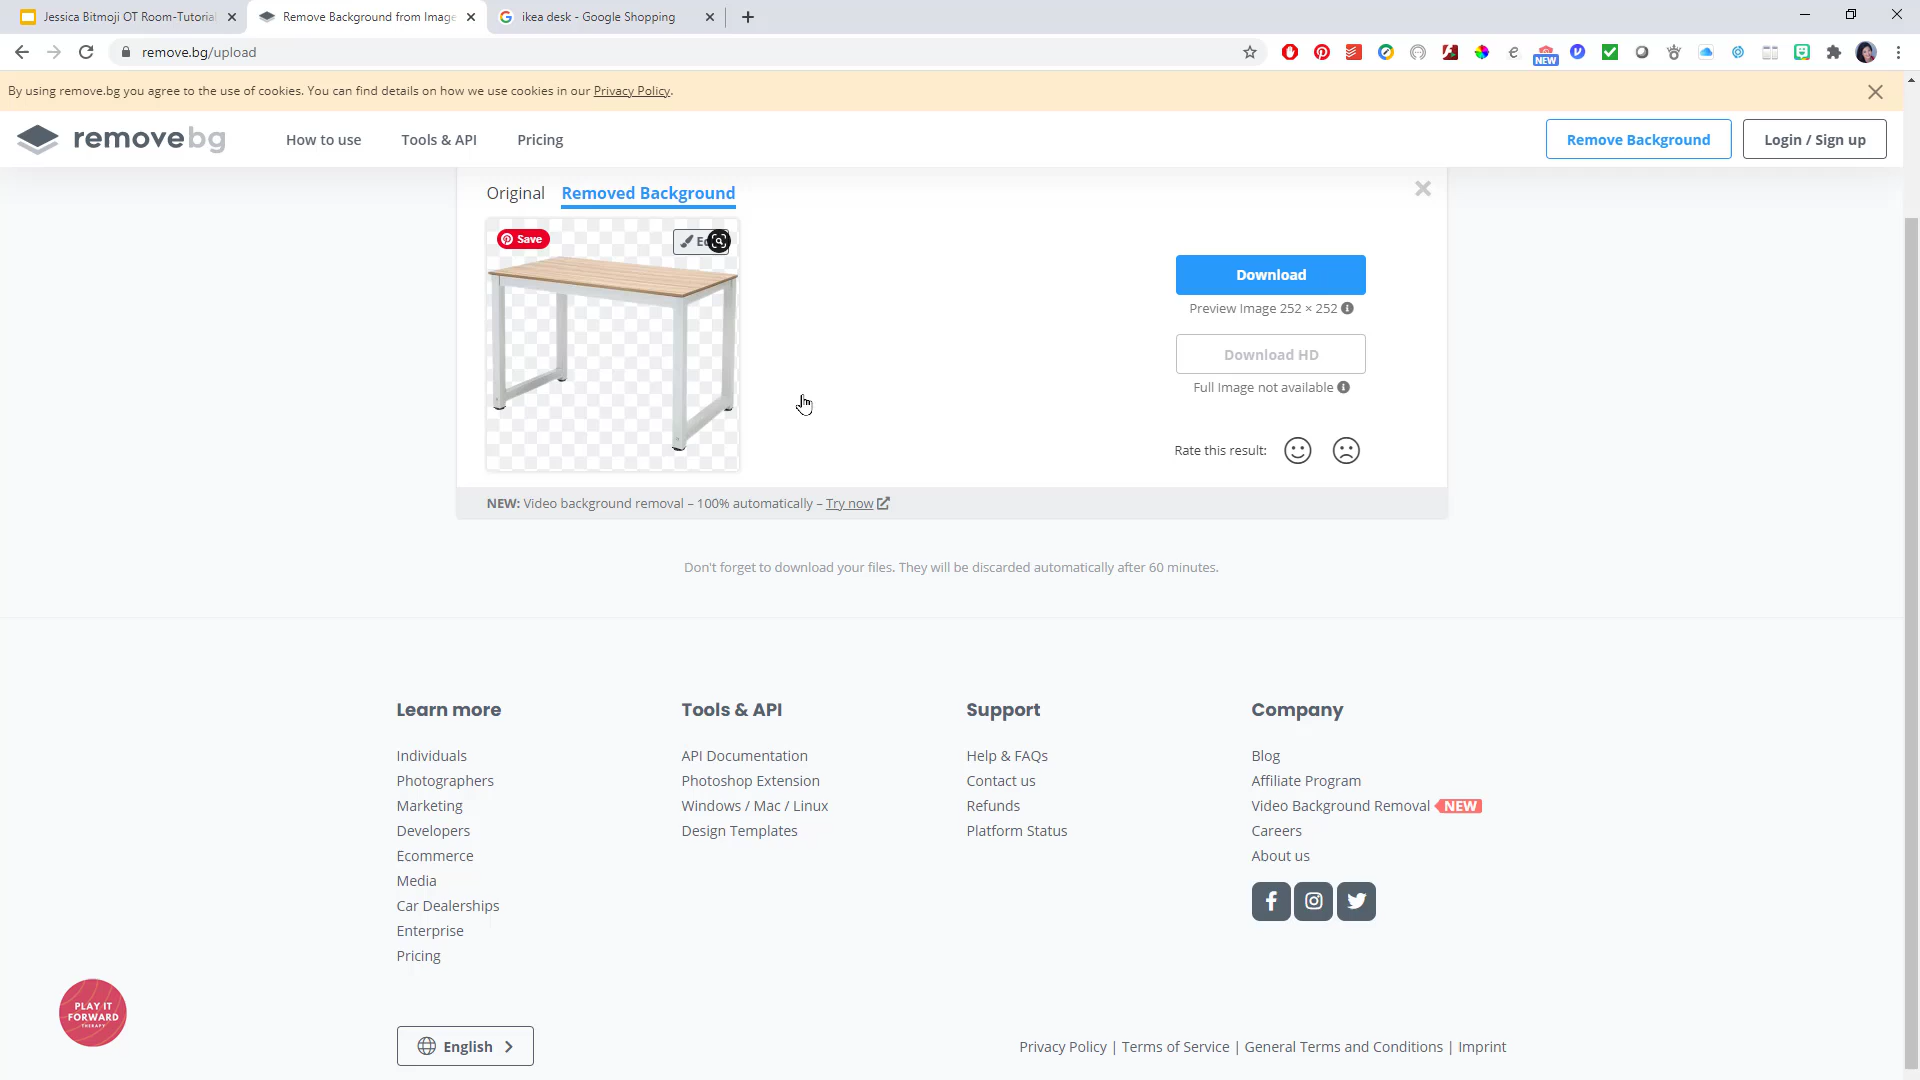 Jessica Bitmoji OT Room-Tutorial
Remove Background from Image
ikea desk - Google Shopping
remove.bg/upload
NEW
By using remove.bg you agree to the use of cookies. You can find details on how we use cookies in our Privacy Policy.
removebg
How to use
Tools & API
Pricing
Remove Background
Login / Sign up
Original
Removed Background
Save
Download
Preview Image 252 × 252
Download HD
Full Image not available
Rate this result:
NEW: Video background removal – 100% automatically – Try now
Don't forget to download your files. They will be discarded automatically after 60 minutes.
Learn more
Individuals
Photographers
Marketing
Developers
Ecommerce
Media
Car Dealerships
Enterprise
Pricing
Tools & API
API Documentation
Photoshop Extension
Windows / Mac / Linux
Design Templates
Support
Help & FAQs
Contact us
Refunds
Platform Status
Company
Blog
Affiliate Program
Video Background Removal NEW
Careers
About us
PLAY IT
FORWARD
THERAPY
English
Privacy Policy | Terms of Service | General Terms and Conditions | Imprint